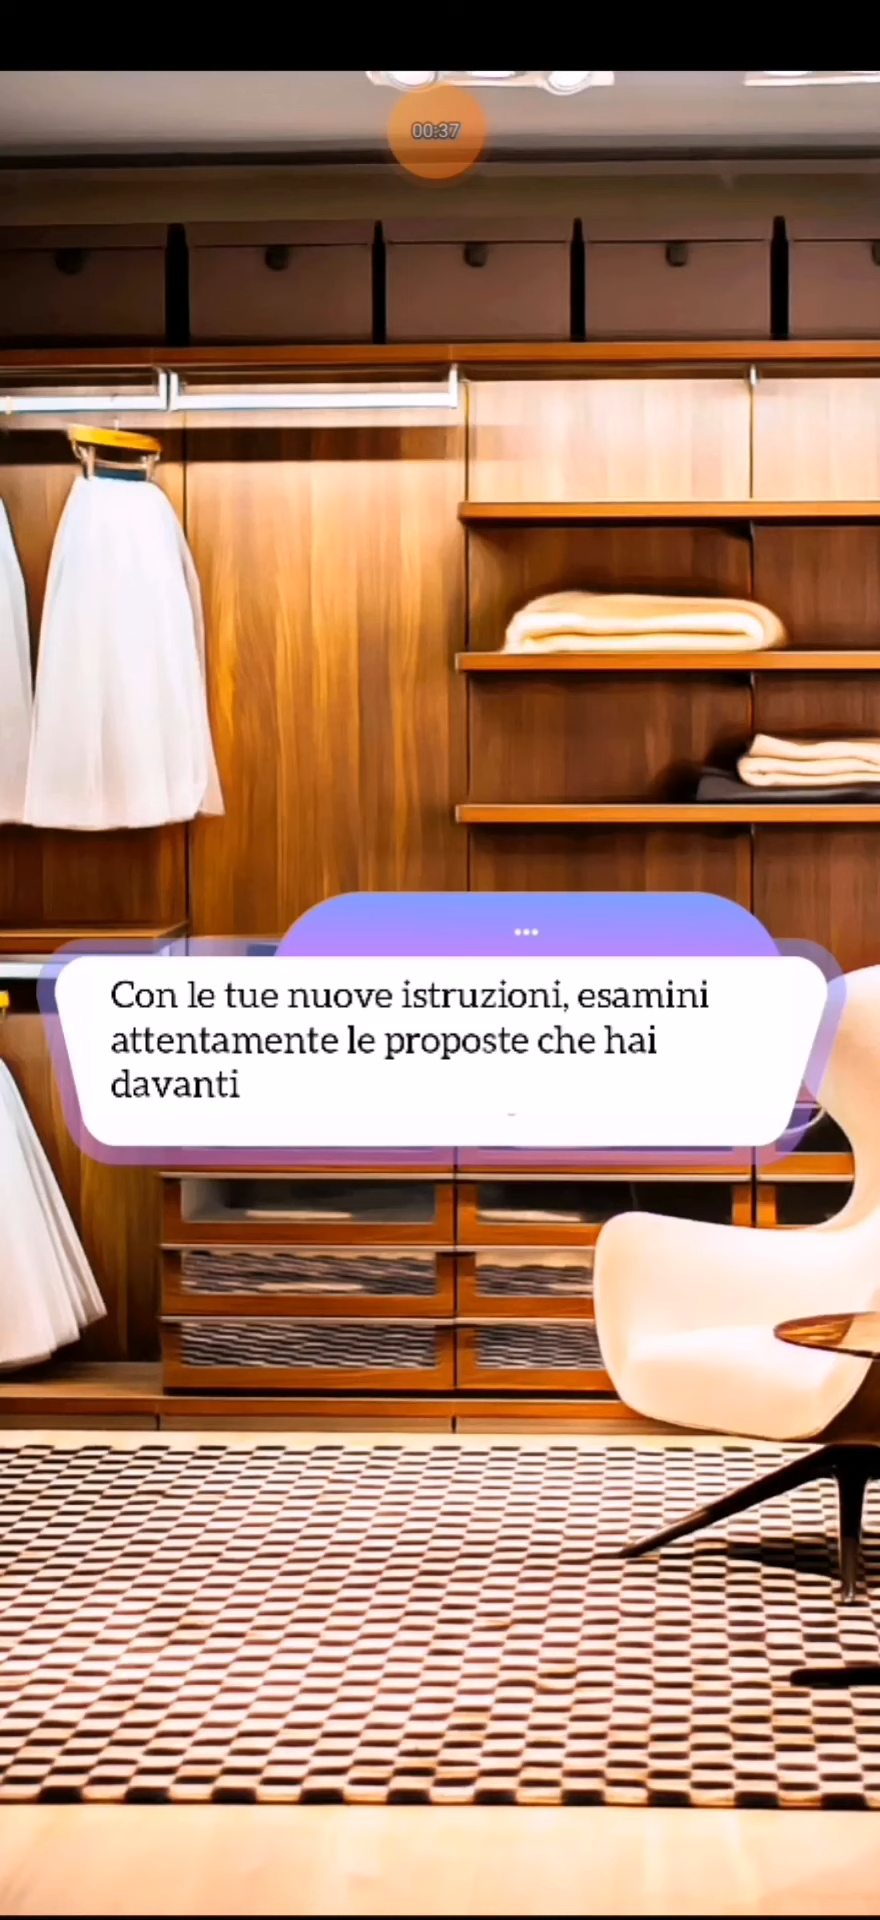 00:37
...
Con le tue nuove istruzioni, esamini
attentamente le proposte che hai
davanti